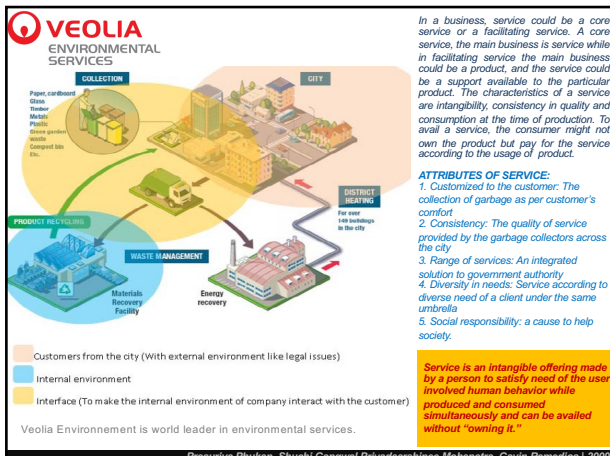 VEOLIA
ENVIRONMENTAL
SERVICES
COLLECTION
Paper, cardboard
Glass
Timber
Metals
Plastic
Green garden
waste
Compost bin
Etc.
CITY
DISTRICT
HEATING
For over
149 buildings
in the city
PRODUCT RECYCLING
WASTE MANAGEMENT
Materials
Recovery
Facility
Energy
recovery
Customers from the city (With external environment like legal issues)
Internal environment
Interface (To make the internal environment of company interact with the customer)
Veolia Environnement is world leader in environmental services.
In a business, service could be a core
service or a facilitating service. A core
service, the main business is service while
in facilitating service the main business
could be a product, and the service could
be a support available to the particular
product. The characteristics of a service
are intangibility, consistency in quality and
consumption at the time of production. To
avail a service, the consumer might not
own the product but pay for the service
according to the usage of product.
ATTRIBUTES OF SERVICE:
1. Customized to the customer: The
collection of garbage as per customer's
comfort
2. Consistency: The quality of service
provided by the garbage collectors across
the city
3. Range of services: An integrated
solution to government authority
4. Diversity in needs: Service according to
diverse need of a client under the same
umbrella
5. Social responsibility: a cause to help
society.
Service is an intangible offering made
by a person to satisfy need of the user
involved human behavior while
produced and consumed
simultaneously and can be availed
without "owning it."